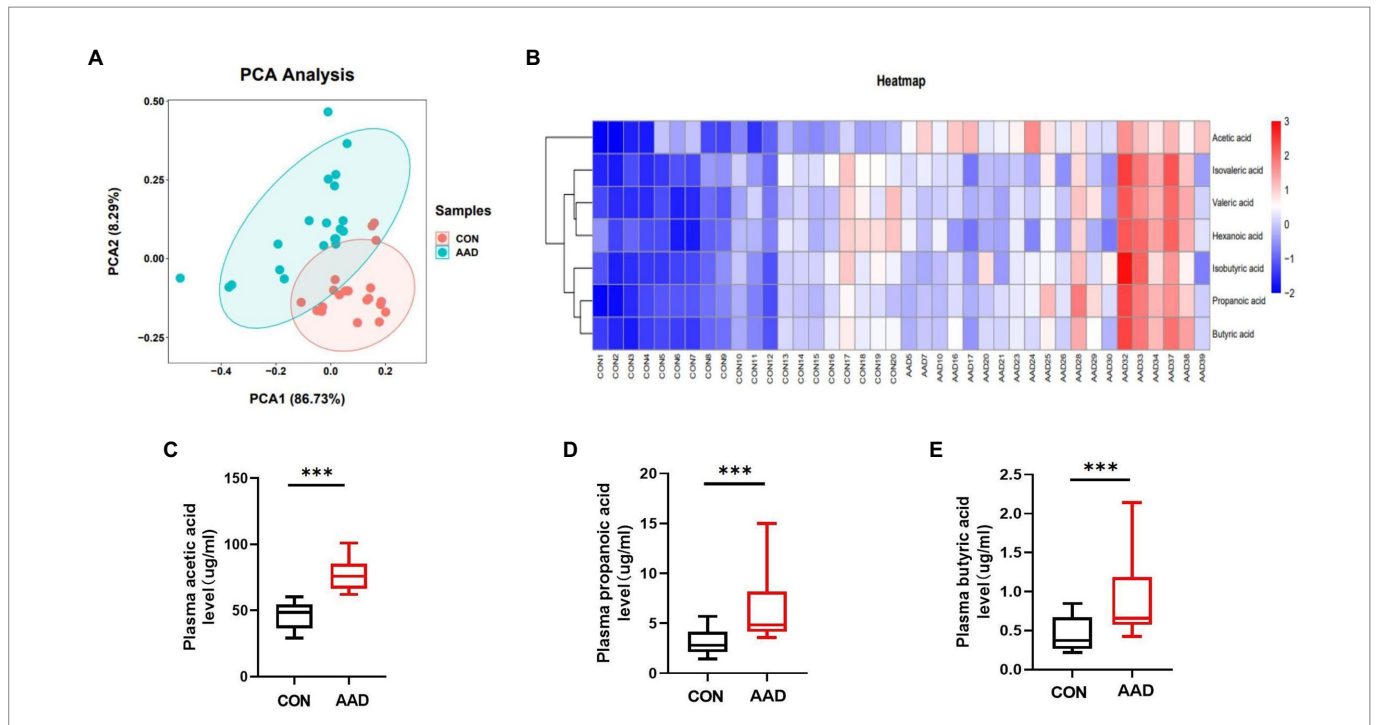 A
PCA Analysis
0.50
0.25
0.00
−0.25
PCA2 (8.29%)
−0.4
−0.2
0.0
0.2
PCA1 (86.73%)
Samples
CON
AAD
B
Heatmap
Acetic acid
Isovaleric acid
Valeric acid
Hexanoic acid
Isobutyric acid
Propanoic acid
Butyric acid
3
2
1
0
−1
−2
CON1
CON2
CON3
CON4
CON5
CON6
CON7
CON8
CON9
CON10
CON11
CON12
CON13
CON14
CON15
CON16
CON17
CON18
CON19
CON20
AAD5
AAD7
AAD10
AAD16
AAD17
AAD20
AAD21
AAD23
AAD24
AAD25
AAD26
AAD28
AAD29
AAD30
AAD32
AAD33
AAD34
AAD37
AAD38
AAD39
C
Plasma acetic acid
level(ug/ml)
150
100
50
0
***
CON AAD
D
Plasma propanoic acid
level(ug/ml)
20
15
10
5
0
***
CON AAD
E
Plasma butyric acid
level(ug/ml)
2.5
2.0
1.5
1.0
0.5
0.0
***
CON AAD